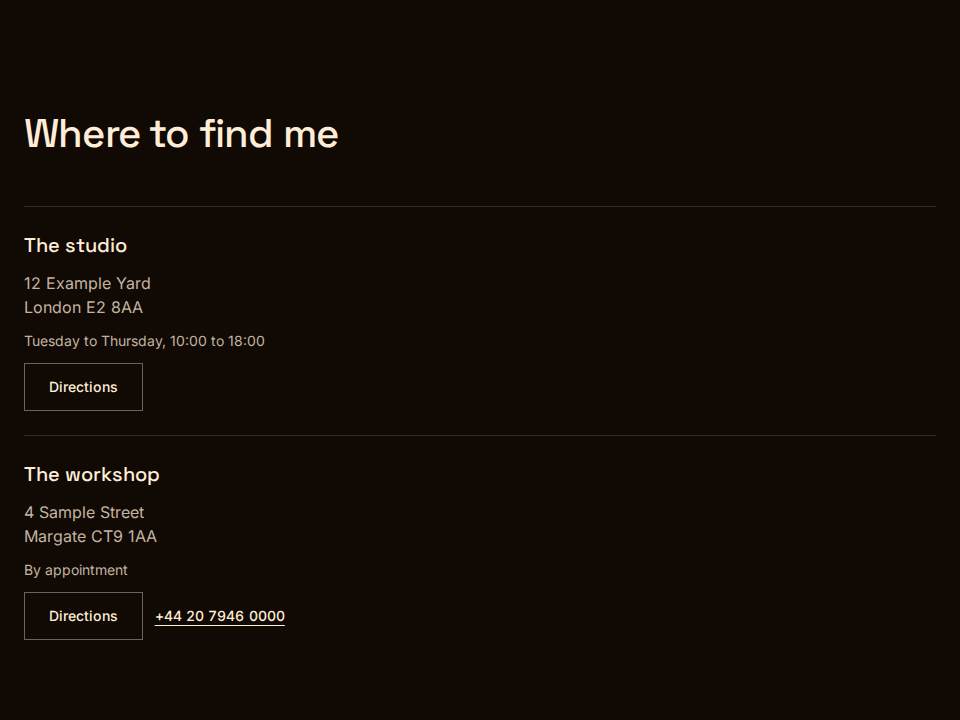 Where to find me
The studio
12 Example Yard
London E2 8AA
Tuesday to Thursday, 10:00 to 18:00
Directions
The workshop
4 Sample Street
Margate CT9 1AA
By appointment
Directions
+44 20 7946 0000